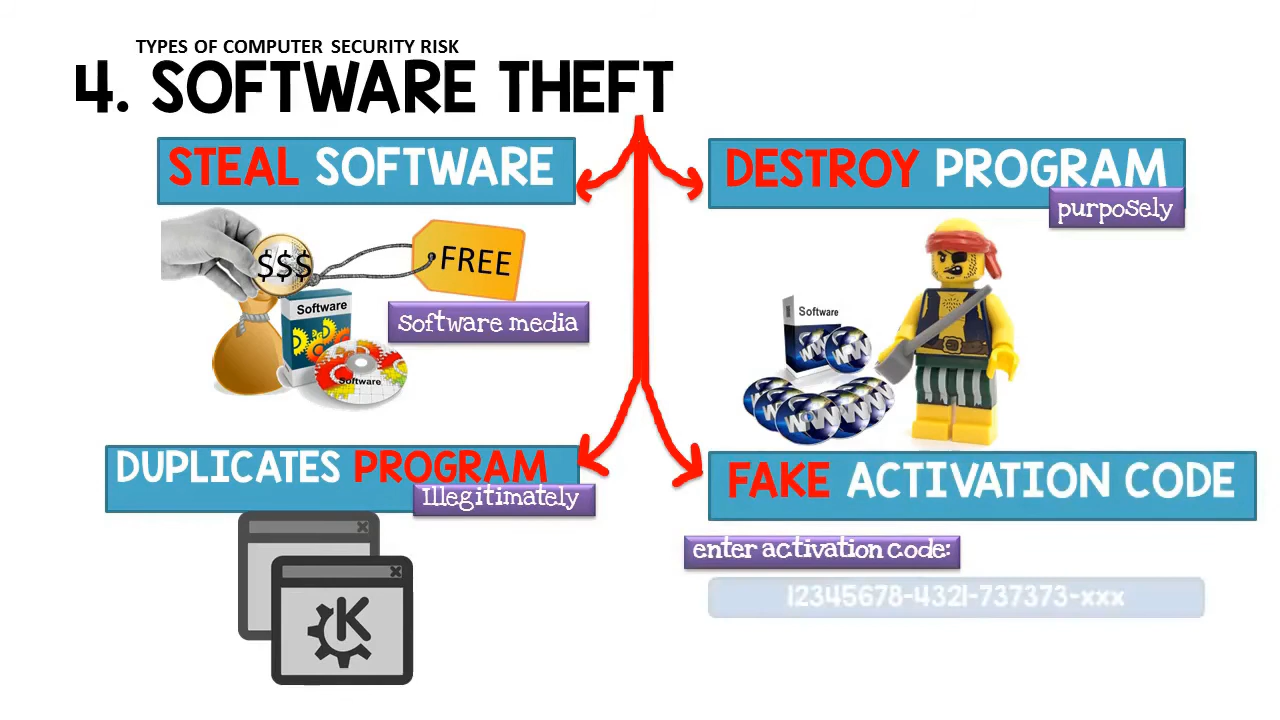 TYPES OF COMPUTER SECURITY RISK
4. SOFTWARE THEFT
STEAL SOFTWARE
DESTROY PROGRAM
purposely
$$$
FREE
Software
software media
Software
Software
W
W
W
W
W
DUPLICATES PROGRAM
Illegitimately
FAKE ACTIVATION CODE
enter activation code:
12345678-4321-737373-xxx
K